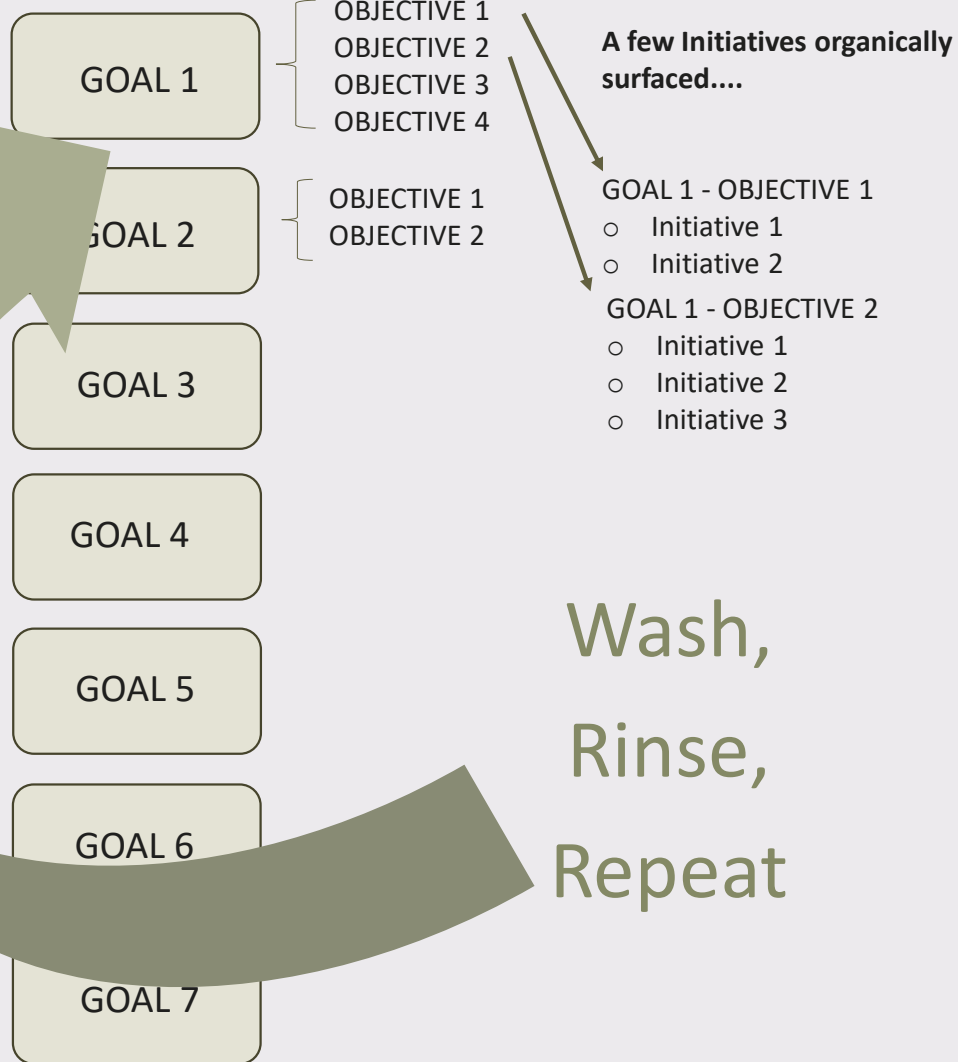 GOAL 1
OBJECTIVE 1
OBJECTIVE 2
OBJECTIVE 3
OBJECTIVE 4
A few Initiatives organically
surfaced....
GOAL 2
OBJECTIVE 1
OBJECTIVE 2
GOAL 1 - OBJECTIVE 1
o Initiative 1
o Initiative 2
GOAL 1 - OBJECTIVE 2
o Initiative 1
o Initiative 2
o Initiative 3
GOAL 3
GOAL 4
GOAL 5
GOAL 6
GOAL 7
Wash,
Rinse,
Repeat